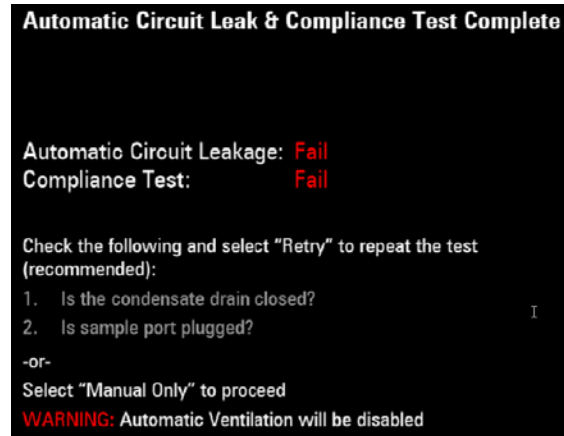 Automatic Circuit Leak & Compliance Test Complete
Automatic Circuit Leakage: Fail
Compliance Test: Fail
Check the following and select "Retry" to repeat the test
(recommended):
1. Is the condensate drain closed?
2. Is sample port plugged?
-or-
Select "Manual Only" to proceed
WARNING: Automatic Ventilation will be disabled